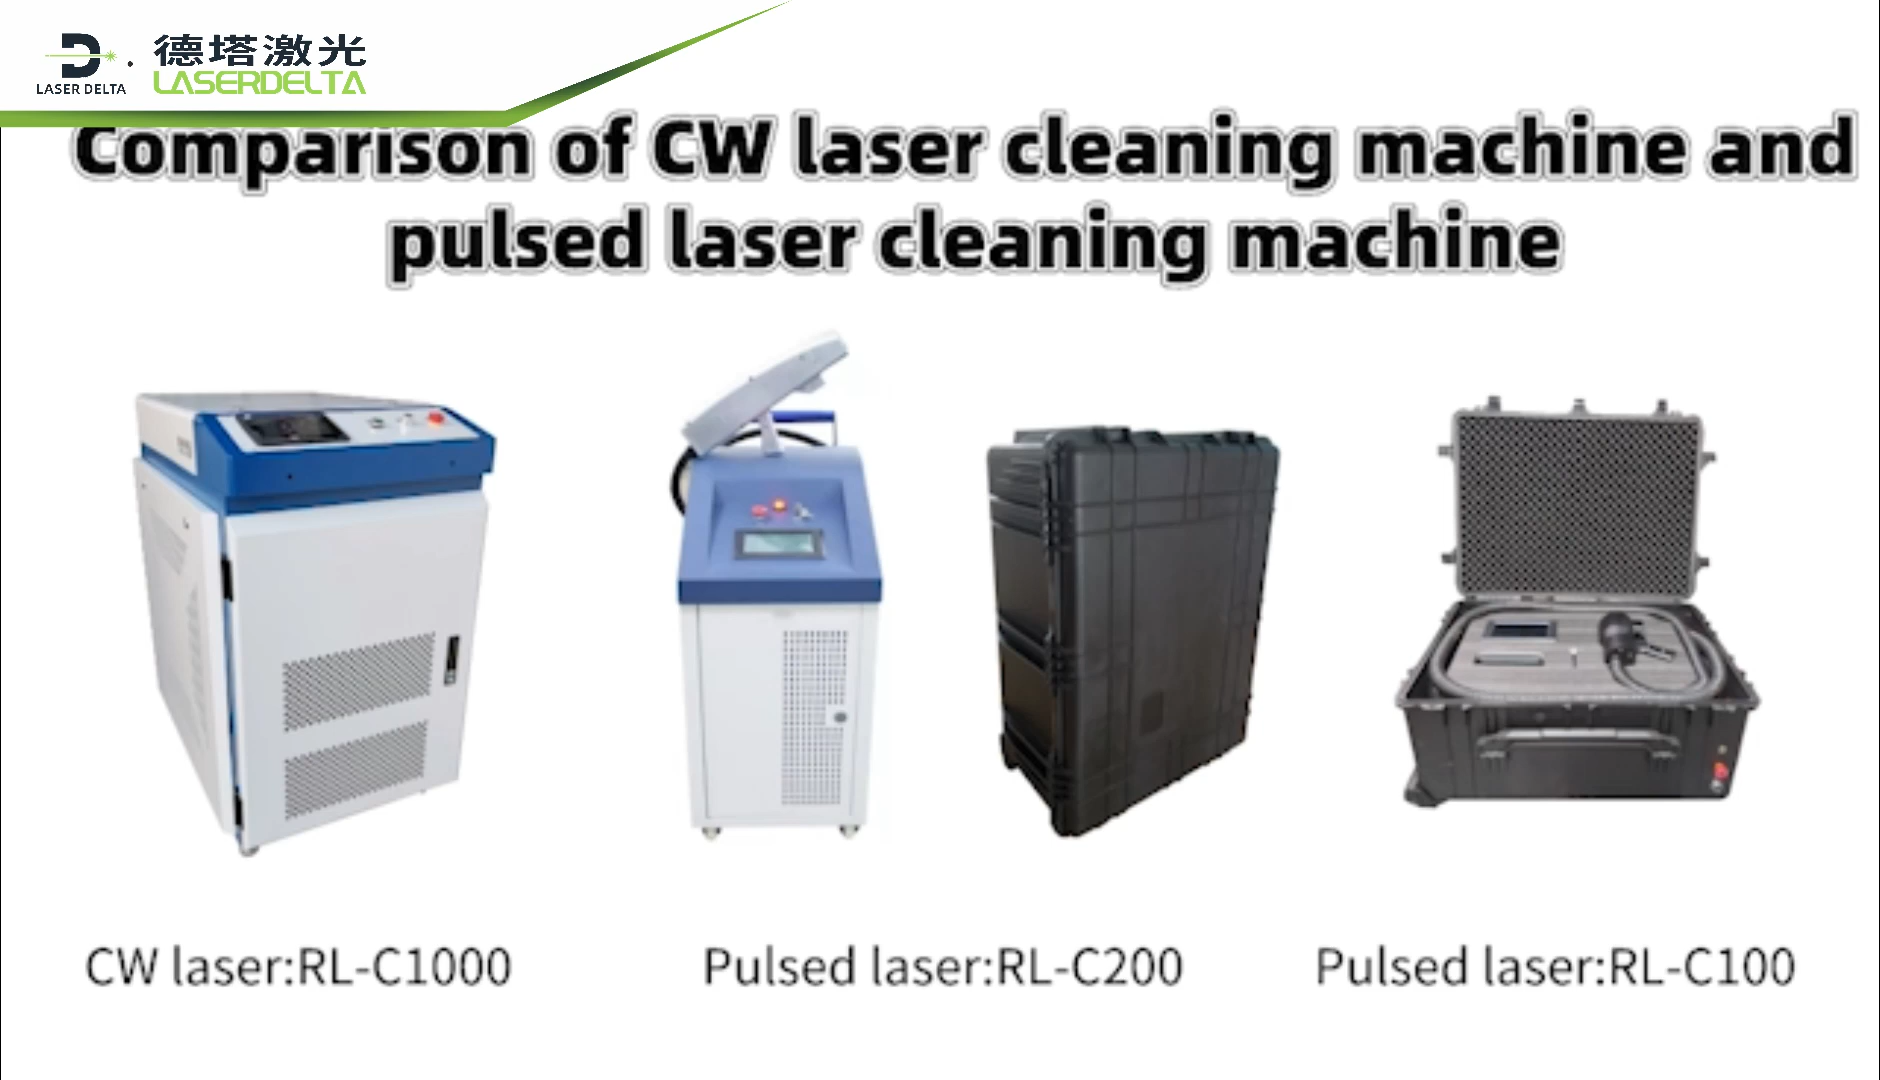 德塔激光
LASER DELTA
LASERDELTA
Comparison of CW laser cleaning machine and
pulsed laser cleaning machine
CW laser:RL-C1000
Pulsed laser:RL-C200
Pulsed laser:RL-C100